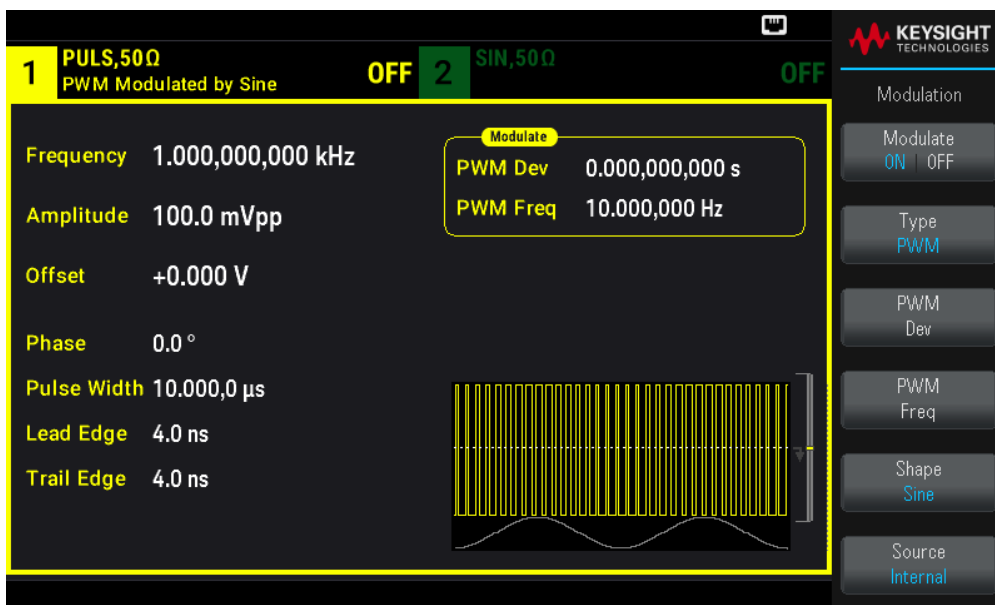 KEYSIGHT
TECHNOLOGIES
1
PULS,50Ω
PWM Modulated by Sine
OFF
2
SIN,50Ω
OFF
Modulation
Frequency 1.000,000,000 kHz
Amplitude 100.0 mVpp
Offset +0.000 V
Phase 0.0 °
Pulse Width 10.000,0 µs
Lead Edge 4.0 ns
Trail Edge 4.0 ns
Modulate
PWM Dev 0.000,000,000 s
PWM Freq 10.000,000 Hz
Modulate
ON | OFF
Type
PWM
PWM
Dev
PWM
Freq
Shape
Sine
Source
Internal